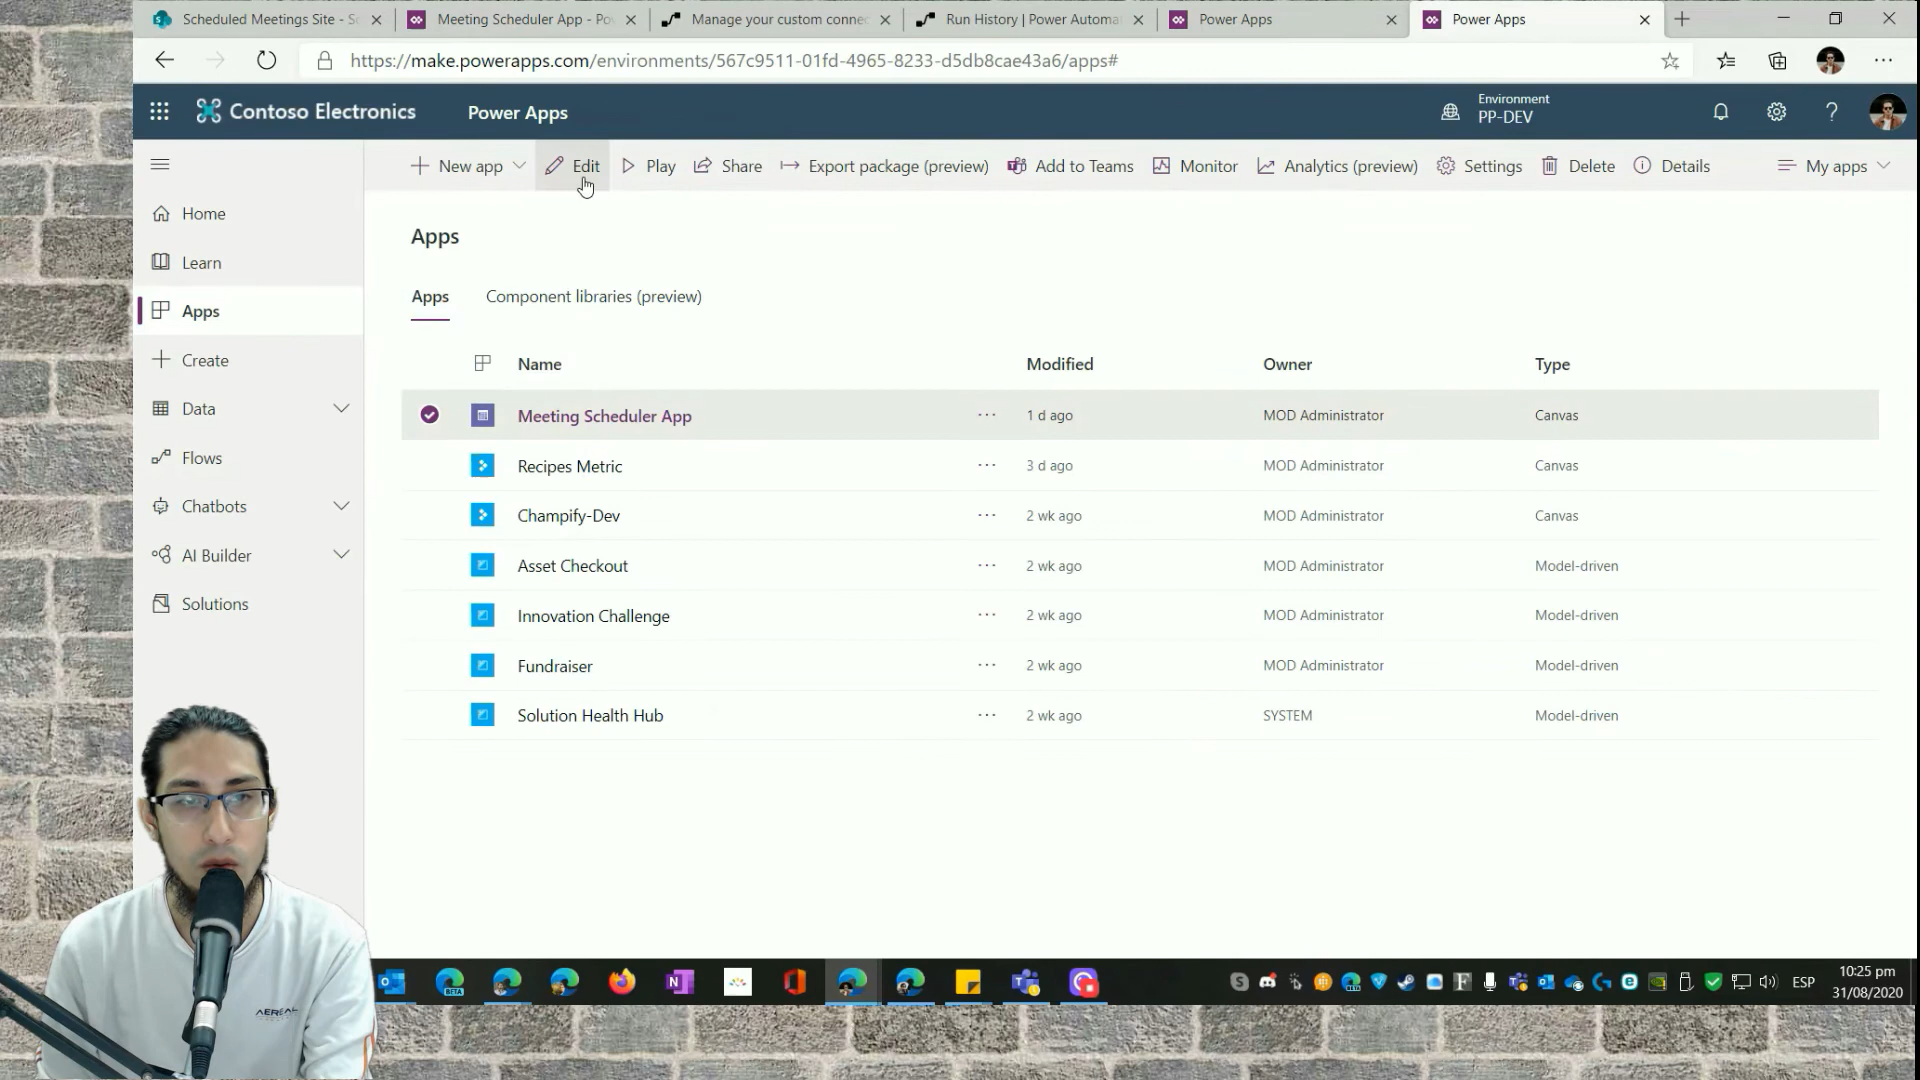 Scheduled Meetings Site - Sc
Meeting Scheduler App - Po
Manage your custom connec
Run History | Power Automa
Power Apps
Power Apps
https://make.powerapps.com/environments/567c9511-01fd-4965-8233-d5db8cae43a6/apps#
Contoso Electronics
Power Apps
Environment
PP-DEV
New app
Edit
Play
Share
Export package (preview)
Add to Teams
Monitor
Analytics (preview)
Settings
Delete
Details
My apps
Home
Learn
Apps
Create
Data
Flows
Chatbots
AI Builder
Solutions
Apps
Apps
Component libraries (preview)
Name Modified Owner Type
Meeting Scheduler App ··· 1 d ago MOD Administrator Canvas
Recipes Metric ··· 3 d ago MOD Administrator Canvas
Champify-Dev ··· 2 wk ago MOD Administrator Canvas
Asset Checkout ··· 2 wk ago MOD Administrator Model-driven
Innovation Challenge ··· 2 wk ago MOD Administrator Model-driven
Fundraiser ··· 2 wk ago MOD Administrator Model-driven
Solution Health Hub ··· 2 wk ago SYSTEM Model-driven
BETA
ESP
10:25 pm
31/08/2020